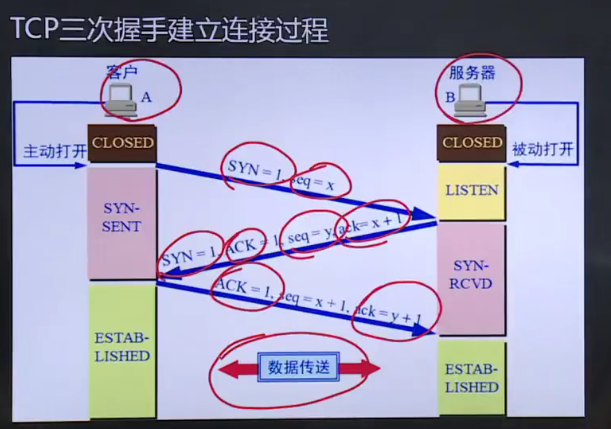 TCP三次握手建立连接过程
客户
服务器
A
B
CLOSED
CLOSED
主动打开
被动打开
SYN = 1, seq = x
LISTEN
SYN-
SENT
SYN = 1, ACK = 1, seq = y, ack= x + 1
SYN-
RCVD
ACK = 1, seq = x + 1, ack = y + 1
ESTAB-
LISHED
数据传送
ESTAB-
LISHED